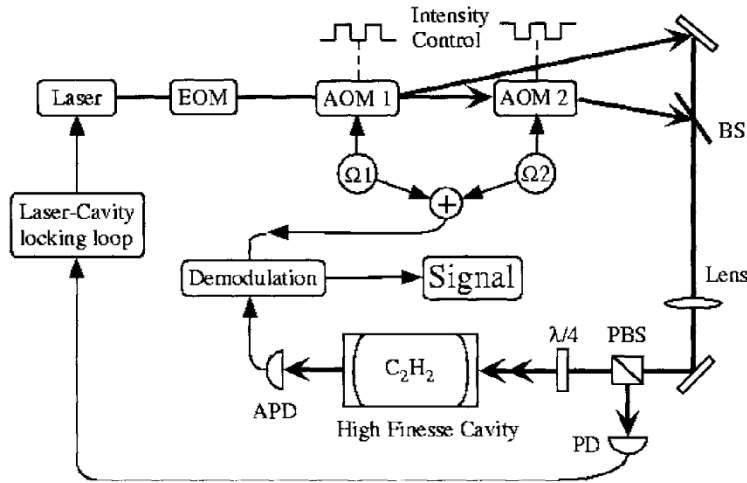 Intensity
Control
Laser
EOM
AOM 1
AOM 2
BS
Ω1
Ω2
+
Laser-Cavity
locking loop
Demodulation
Signal
Lens
λ/4
PBS
C₂H₂
APD
High Finesse Cavity
PD